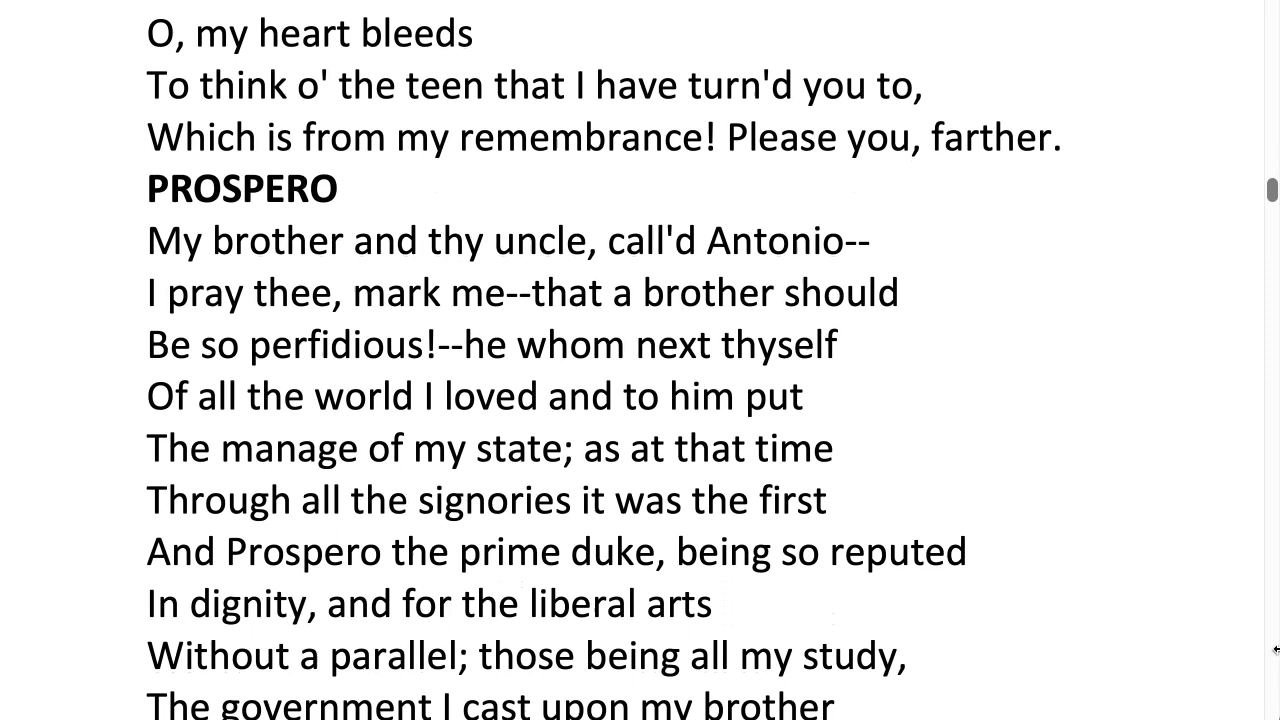 O, my heart bleeds
To think o' the teen that I have turn'd you to,
Which is from my remembrance! Please you, farther.
PROSPERO
My brother and thy uncle, call'd Antonio--
I pray thee, mark me--that a brother should
Be so perfidious!--he whom next thyself
Of all the world I loved and to him put
The manage of my state; as at that time
Through all the signories it was the first
And Prospero the prime duke, being so reputed
In dignity, and for the liberal arts
Without a parallel; those being all my study,
The government I cast upon my brother